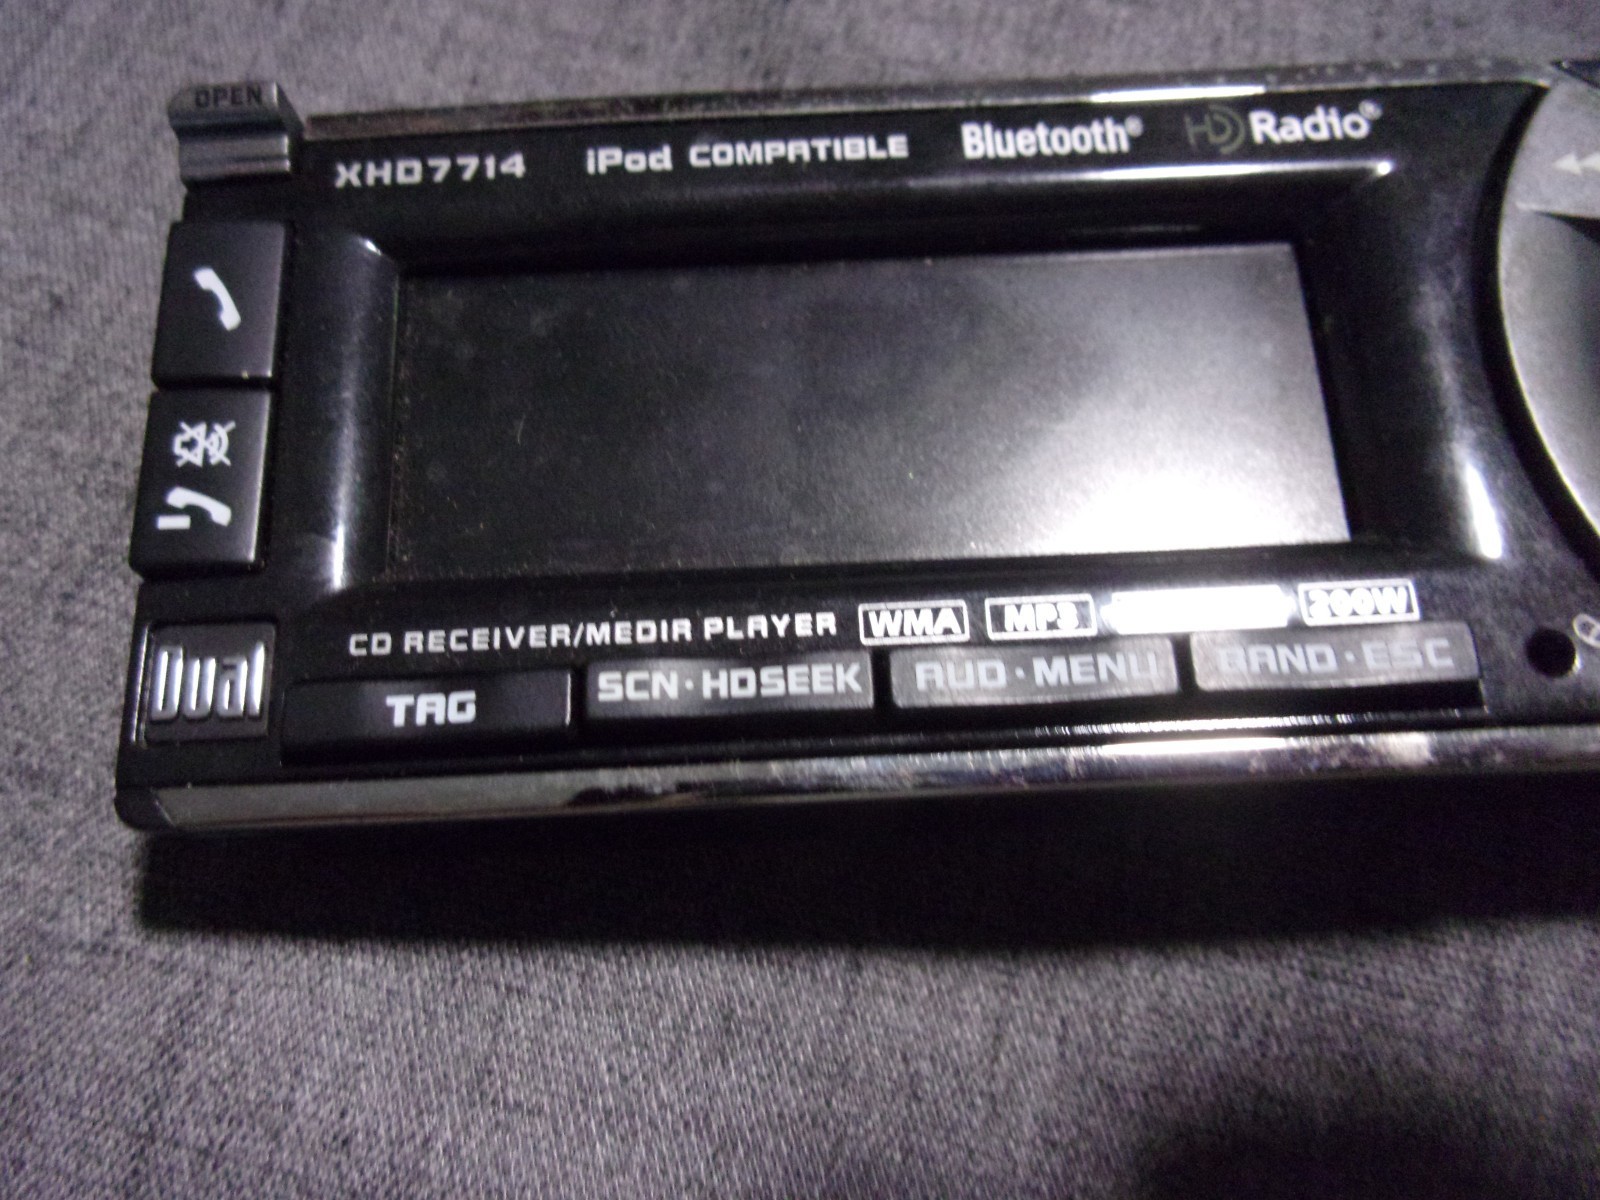 OPEN
XHD7714 iPod COMPATIBLE Bluetooth® HD Radio®
CD RECEIVER/MEDIA PLAYER WMA MP3 200W
Dual
TAG SCN·HDSEEK AUD·MENU BAND·ESC